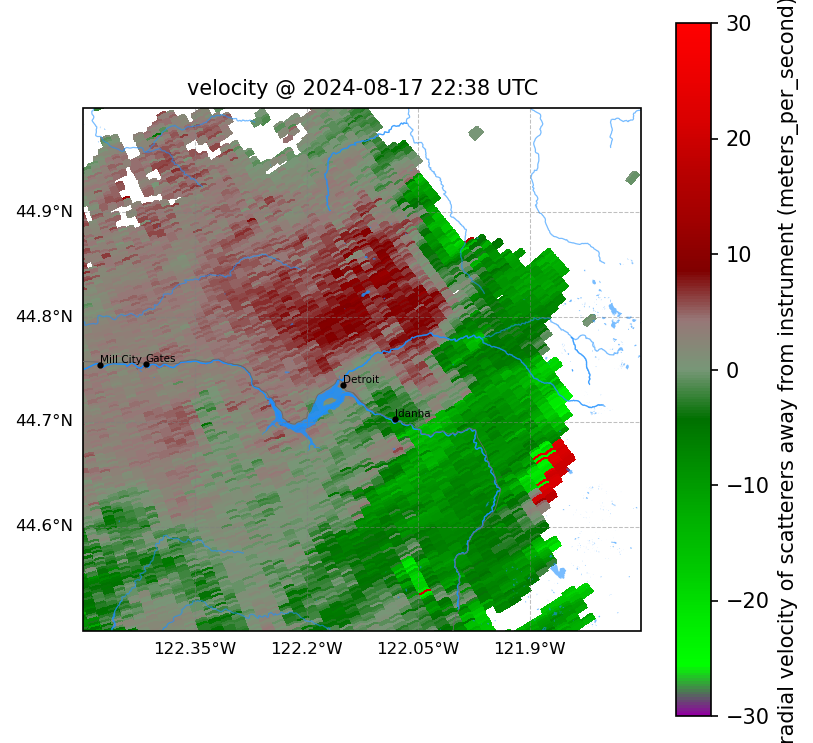 velocity @ 2024-08-17 22:38 UTC
44.9°N
44.8°N
44.7°N
44.6°N
122.35°W
122.2°W
122.05°W
121.9°W
Mill City
Gates
Detroit
Idanha
30
20
10
0
−10
−20
−30
radial velocity of scatterers away from instrument (meters_per_second)